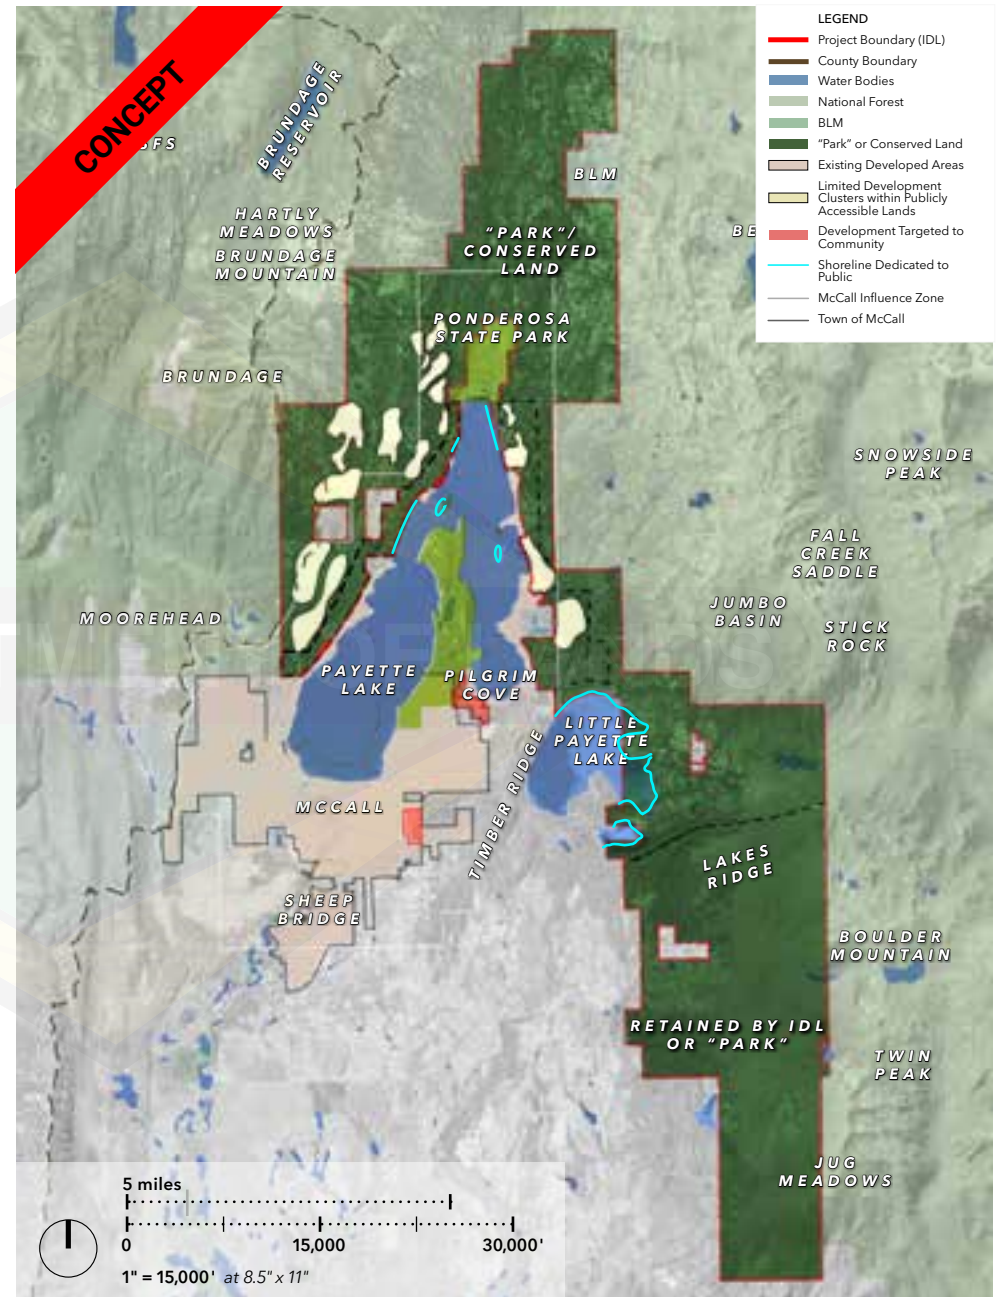 CONCEPT
SFS
BRUNDAGE
RESERVOIR
HARTLY
MEADOWS
BRUNDAGE
MOUNTAIN
BRUNDAGE
BLM
"PARK"/
CONSERVED
LAND
PONDEROSA
STATE PARK
BE
LEGEND
Project Boundary (IDL)
County Boundary
Water Bodies
National Forest
BLM
"Park" or Conserved Land
Existing Developed Areas
Limited Development
Clusters within Publicly
Accessible Lands
Development Targeted to
Community
Shoreline Dedicated to
Public
McCall Influence Zone
Town of McCall
SNOWSIDE
PEAK
FALL
CREEK
SADDLE
JUMBO
BASIN
STICK
ROCK
MOOREHEAD
PAYETTE
LAKE
PILGRIM
COVE
LITTLE
PAYETTE
LAKE
TIMBER RIDGE
MCCALL
LAKES
RIDGE
SHEEP
BRIDGE
BOULDER
MOUNTAIN
RETAINED BY IDL
OR "PARK"
TWIN
PEAK
JUG
MEADOWS
5 miles
0 15,000 30,000'
1" = 15,000' at 8.5" x 11"